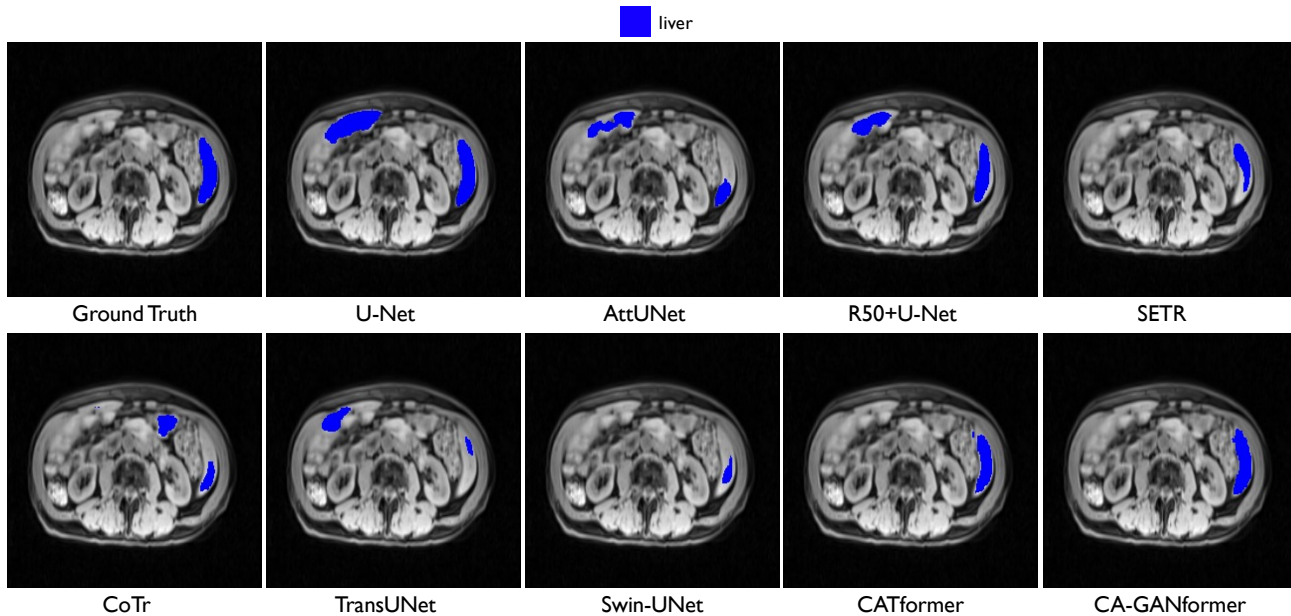 liver
Ground Truth
U-Net
AttUNet
R50+U-Net
SETR
CoTr
TransUNet
Swin-UNet
CATformer
CA-GANformer